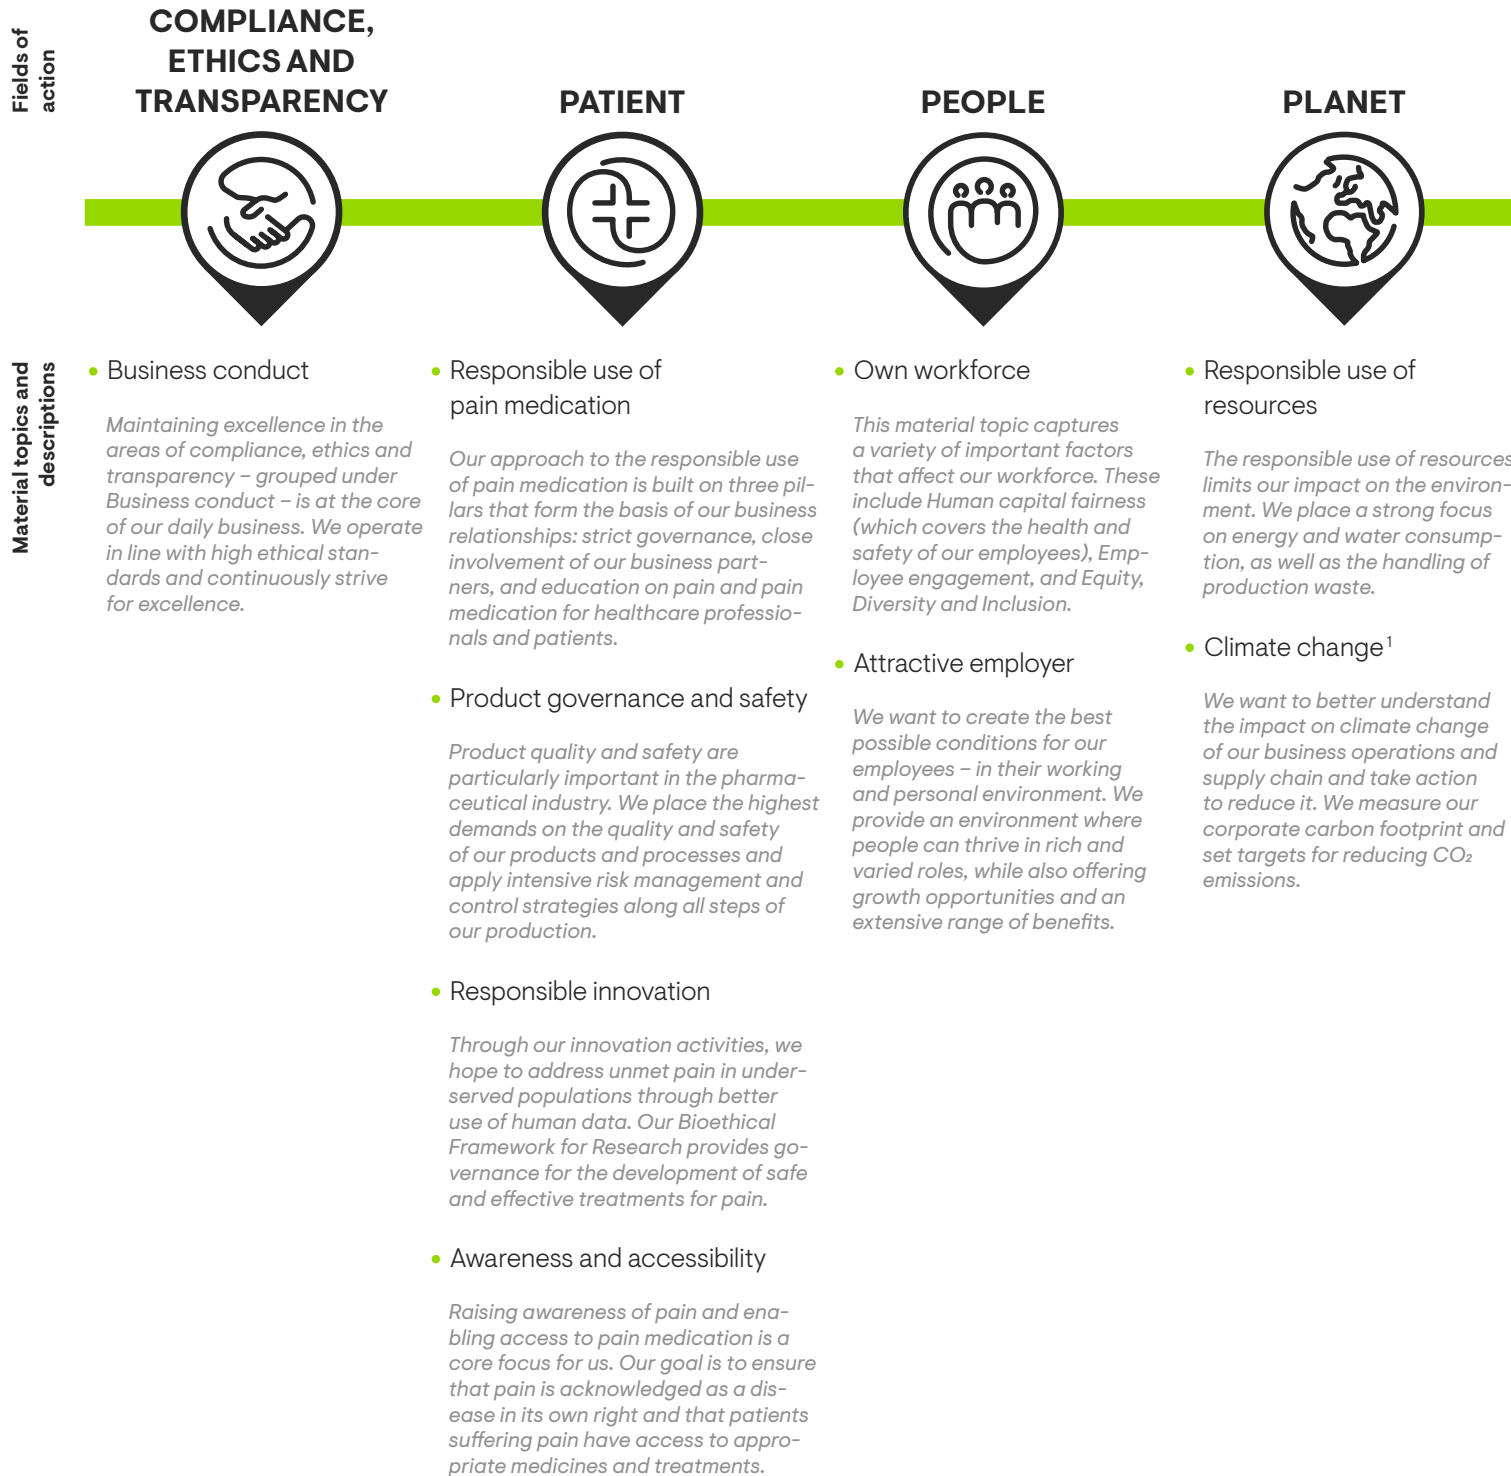 Fields of
action
COMPLIANCE,
ETHICS AND
TRANSPARENCY
PATIENT
PEOPLE
PLANET
Material topics and
descriptions
• Business conduct
Maintaining excellence in the
areas of compliance, ethics and
transparency – grouped under
Business conduct – is at the core
of our daily business. We operate
in line with high ethical stan-
dards and continuously strive
for excellence.
• Responsible use of
pain medication
Our approach to the responsible use
of pain medication is built on three pil-
lars that form the basis of our business
relationships: strict governance, close
involvement of our business part-
ners, and education on pain and pain
medication for healthcare professio-
nals and patients.
• Product governance and safety
Product quality and safety are
particularly important in the pharma-
ceutical industry. We place the highest
demands on the quality and safety
of our products and processes and
apply intensive risk management and
control strategies along all steps of
our production.
• Responsible innovation
Through our innovation activities, we
hope to address unmet pain in under-
served populations through better
use of human data. Our Bioethical
Framework for Research provides go-
vernance for the development of safe
and effective treatments for pain.
• Awareness and accessibility
Raising awareness of pain and ena-
bling access to pain medication is a
core focus for us. Our goal is to ensure
that pain is acknowledged as a dis-
ease in its own right and that patients
suffering pain have access to appro-
priate medicines and treatments.
• Own workforce
This material topic captures
a variety of important factors
that affect our workforce. These
include Human capital fairness
(which covers the health and
safety of our employees), Emp-
loyee engagement, and Equity,
Diversity and Inclusion.
• Attractive employer
We want to create the best
possible conditions for our
employees – in their working
and personal environment. We
provide an environment where
people can thrive in rich and
varied roles, while also offering
growth opportunities and an
extensive range of benefits.
• Responsible use of
resources
The responsible use of resources
limits our impact on the environ-
ment. We place a strong focus
on energy and water consump-
tion, as well as the handling of
production waste.
• Climate change¹
We want to better understand
the impact on climate change
of our business operations and
supply chain and take action
to reduce it. We measure our
corporate carbon footprint and
set targets for reducing CO₂
emissions.